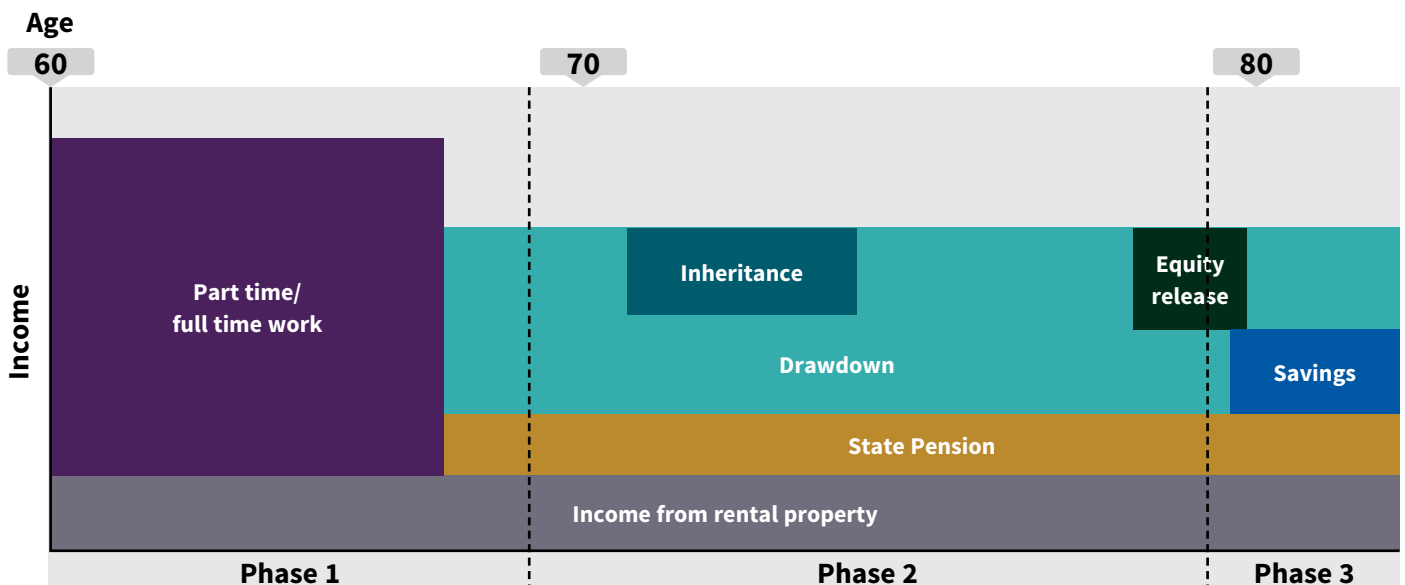 Age
60
70
80
Income
Part time/
full time work
Inheritance
Equity
release
Drawdown
Savings
State Pension
Income from rental property
Phase 1
Phase 2
Phase 3